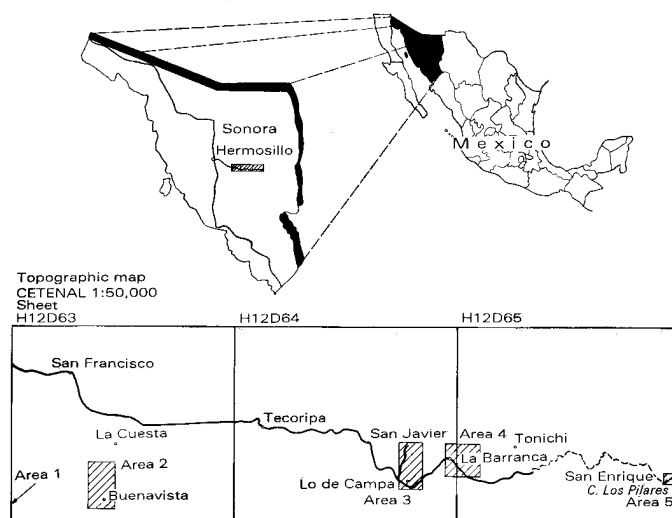 Sonora
Hermosillo
Mexico
Topographic map
CETENAL 1:50,000
Sheet
H12D63
H12D64
H12D65
San Francisco
Tecoripa
La Cuesta
San Javier
Area 4
Tonichi
La Barranca
Area 1
Area 2
San Enrique
Lo de Campa
C. Los Pilares
Buenavista
Area 3
Area 5